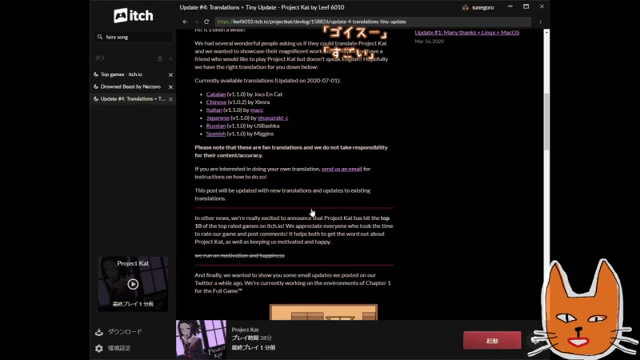 Update #4: Translations + Tiny Update - Project Kat by Leef 6010
itch
sunegoro
https://leef6010.itch.io/projectkat/devlog/158826/update-4-translations-tiny-update
fairy song
タブ
Top games - itch.io
Drowned Beast by Nerzero
Update #4: Translations + T...
Update #1: Many thanks + Linux + MacOS
Mar 16, 2020
「ゴイスー」
「すごい」
Hi! It's been a while!
We had several wonderful people asking us if they could translate Project Kat
and we wanted to showcase their magnificent work
a friend
who would like to play Project Kat but doesn't speak English
Hopefully
we have the right translation for you down below:
Currently available translations (Updated on 2020-07-01):
Catalan (v1.1.0) by Jocs En Cal
Chinese (v1.0.2) by Ximra
Italian (v1.1.0) by macc
Japanese (v1.1.0) by
Russian (v1.1.0) by USBashka
Spanish (v1.1.0) by Miggins
Please note that these are fan translations and we do not take responsibility
for their content/accuracy.
If you are interested in doing your own translation, send us an email for
instructions on how to do so!
This post will be updated with new translations and updates to existing
translations.
In other news, we're really excited to announce that Project Kat has hit the top
10 of the top rated games on itch.io! We appreciate everyone who took the time
to rate our game and post comments! It helps both to get the word out about
Project Kat, as well as keeping us motivated and happy.
we run on motivation and happiness
And finally, we wanted to show you some small updates we posted on our
Twitter a while ago. We're currently working on the environments of Chapter 1
for the Full Game™
Project Kat
最終プレイ 1 分前
ダウンロード
環境設定
Project Kat
プレイ時間 38分
最終プレイ 1 分前
起動